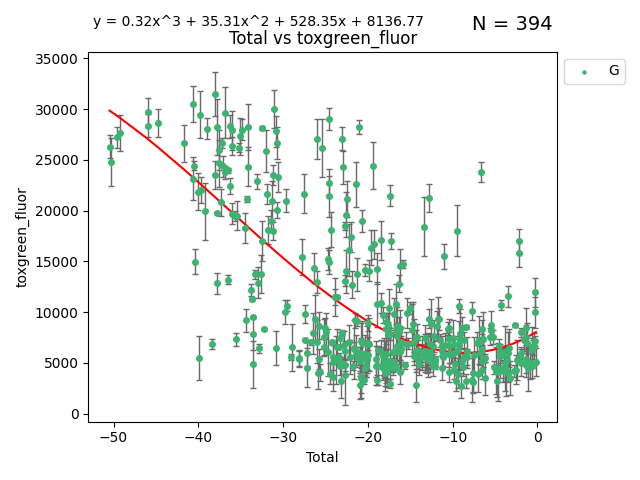 y = 0.32x^3 + 35.31x^2 + 528.35x + 8136.77
N = 394
Total vs toxgreen_fluor
G
toxgreen_fluor
35000
30000
25000
20000
15000
10000
5000
0
−50
−40
−30
−20
−10
0
Total